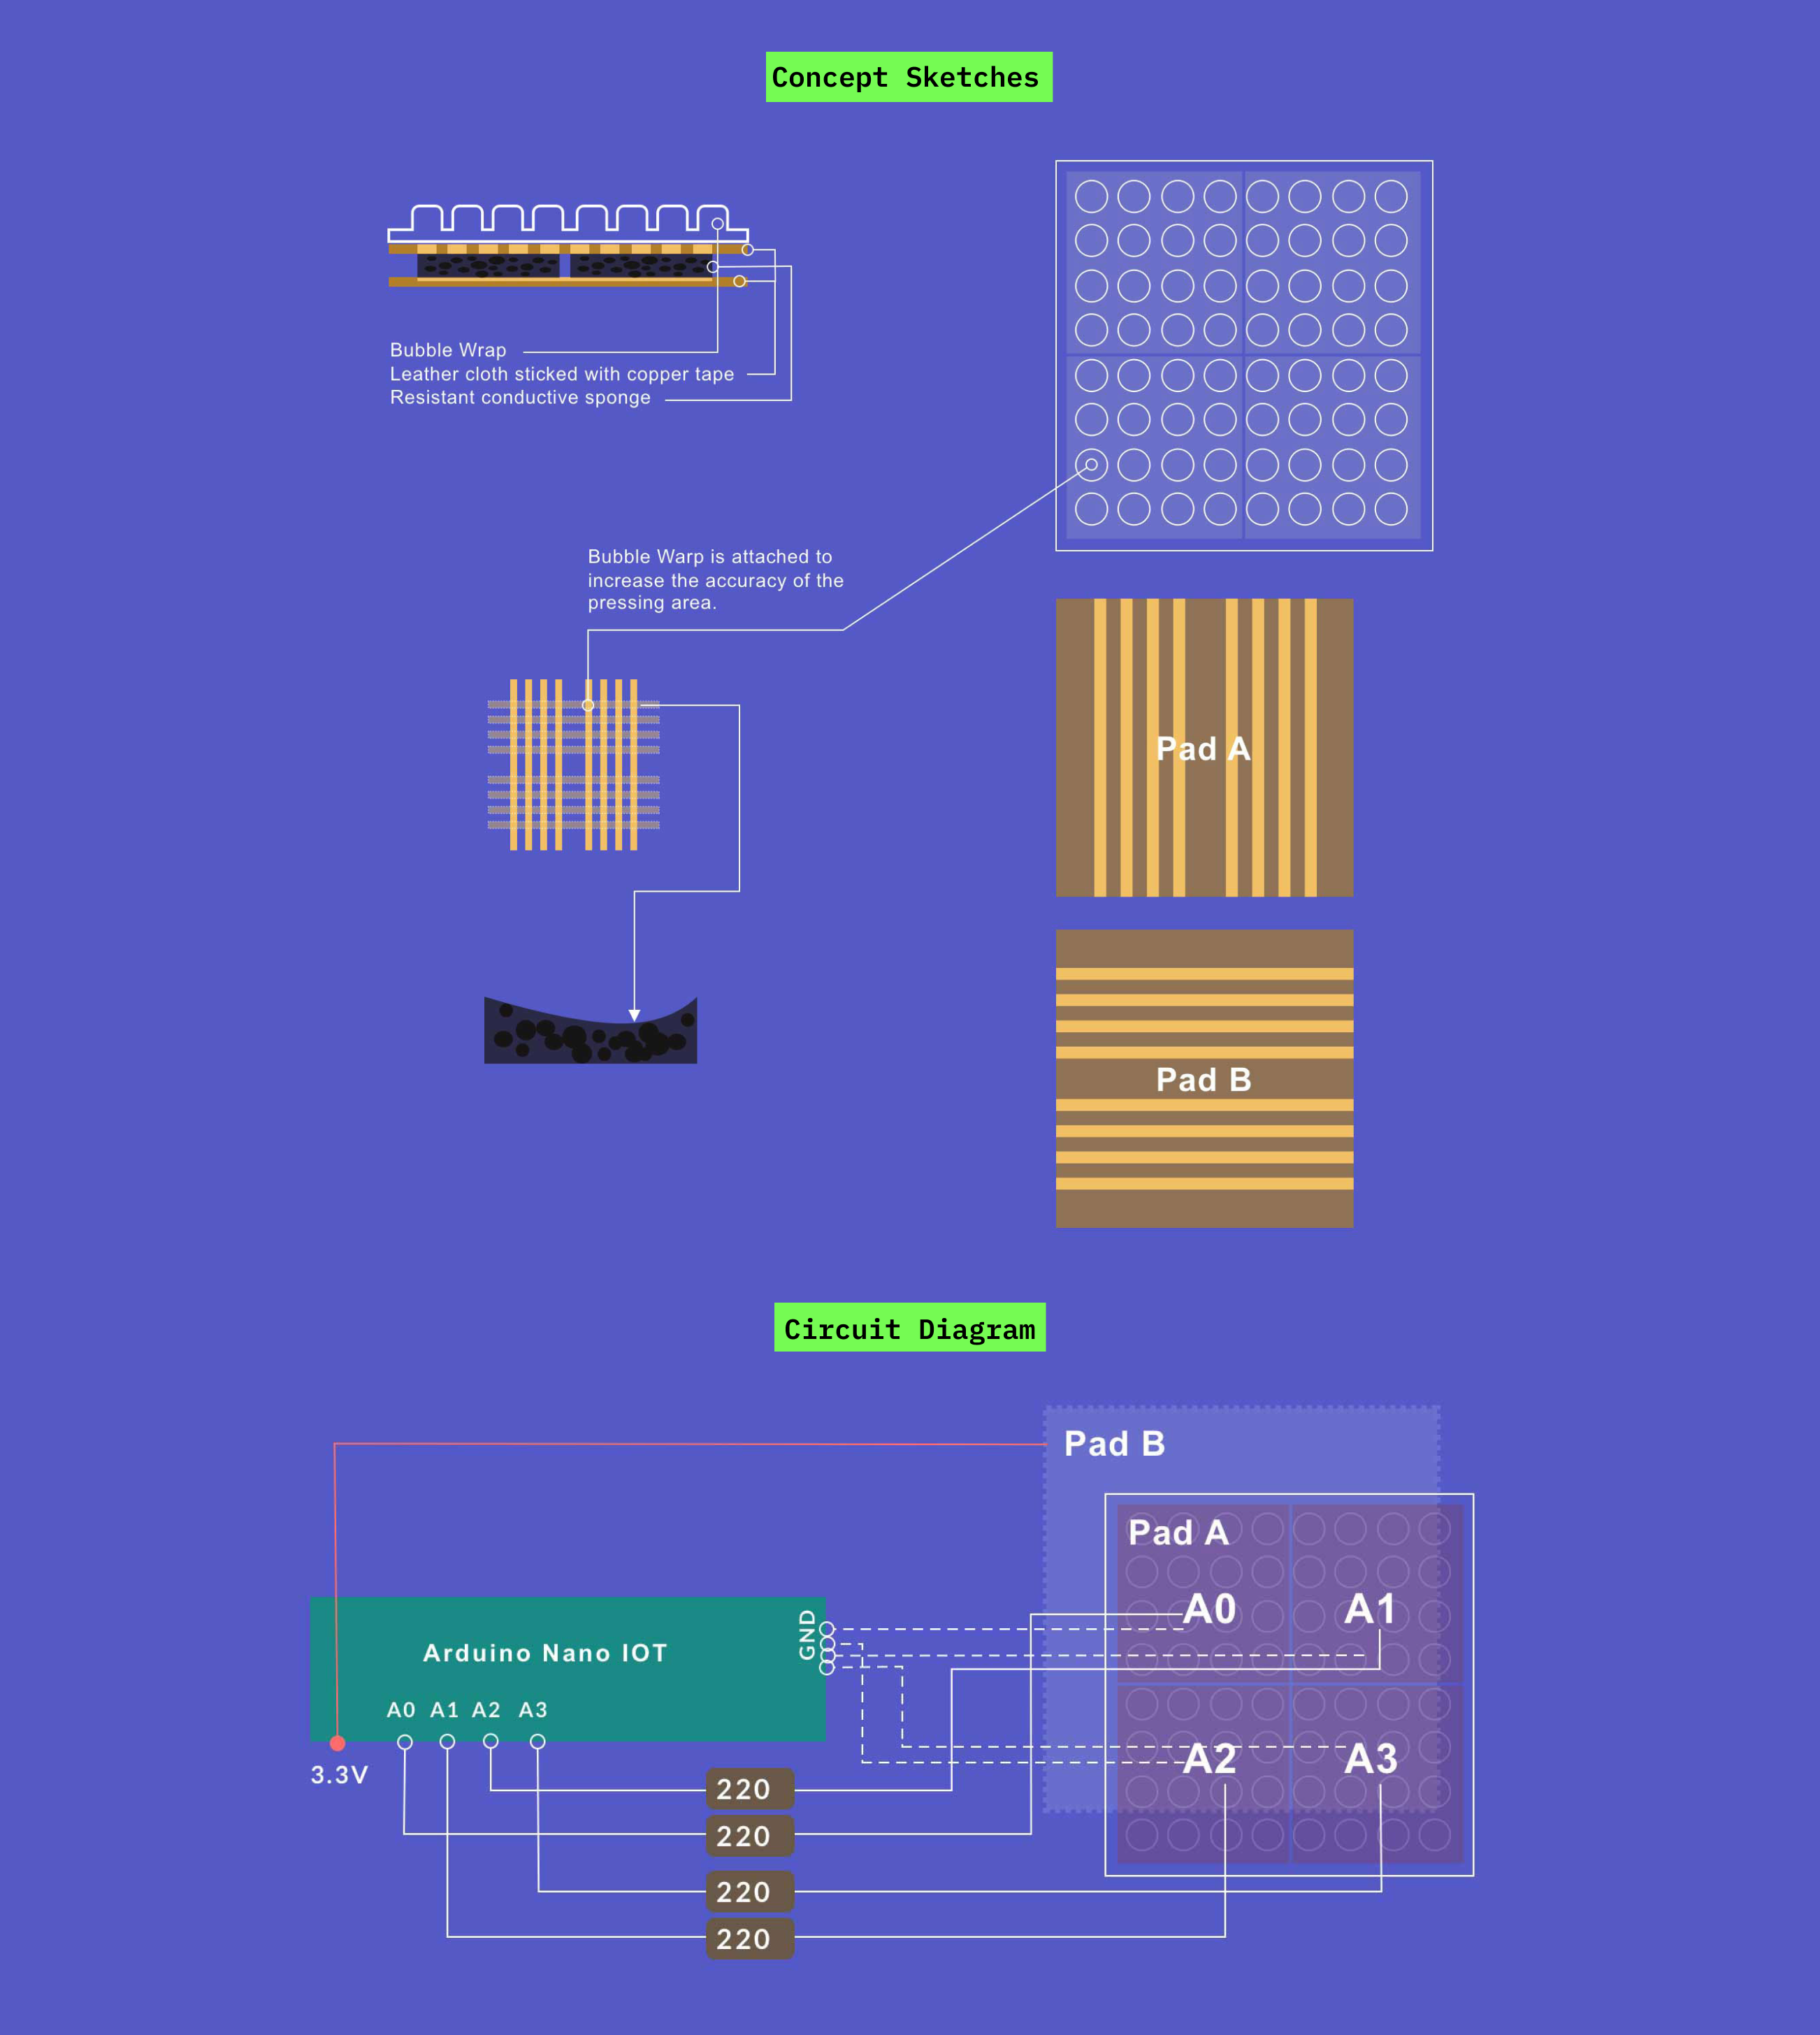 Concept Sketches
Bubble Wrap
Leather cloth sticked with copper tape
Resistant conductive sponge
Bubble Warp is attached to
increase the accuracy of the
pressing area.
Pad A
Pad B
Circuit Diagram
Pad B
Pad A
A0 A1
GND
Arduino Nano IOT
A0 A1 A2 A3
A2 A3
3.3V
220
220
220
220